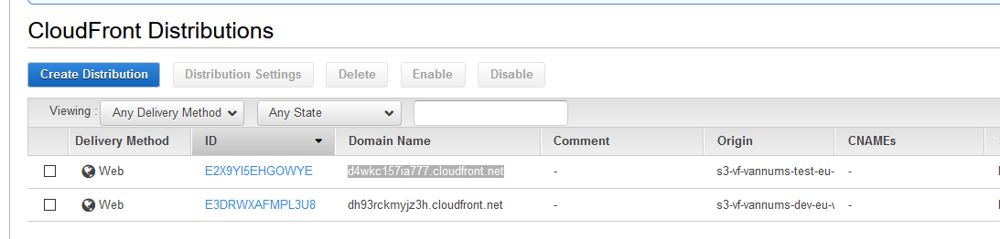 CloudFront Distributions
Create Distribution Distribution Settings Delete Enable Disable
Viewing : Any Delivery Method Any State
Delivery Method ID Domain Name Comment Origin CNAMEs
Web E2X9YI5EHGOWYE d4wkc157ia777.cloudfront.net - s3-vf-vannums-test-eu- -
Web E3DRWXAFMPL3U8 dh93rckmyjz3h.cloudfront.net - s3-vf-vannums-dev-eu- -